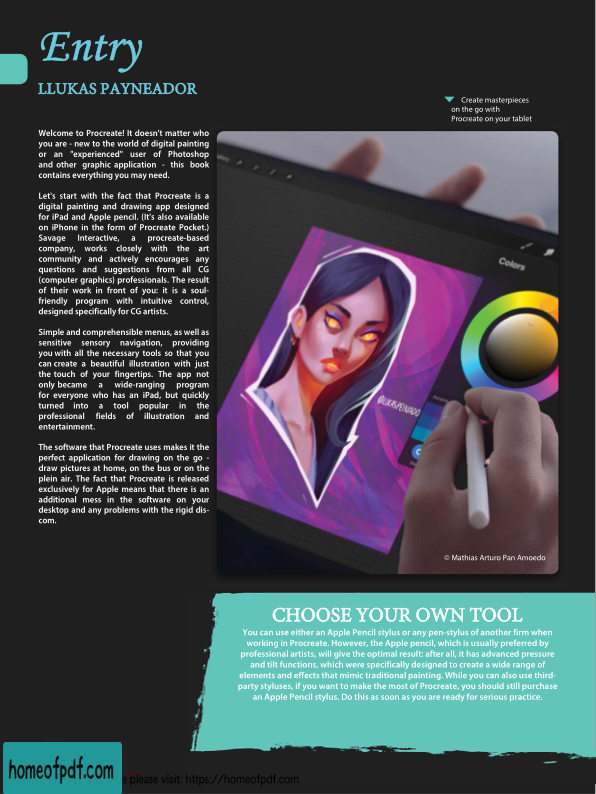 Entry
LLUKAS PAYNEADOR
Create masterpieces
on the go with
Procreate on your tablet
Welcome to Procreate! It doesn't matter who
you are - new to the world of digital painting
or an "experienced" user of Photoshop
and other graphic application - this book
contains everything you may need.
Let's start with the fact that Procreate is a
digital painting and drawing app designed
for iPad and Apple pencil. (It's also available
on iPhone in the form of Procreate Pocket.)
Savage Interactive, a procreate-based
company, works closely with the art
community and actively encourages any
questions and suggestions from all CG
(computer graphics) professionals. The result
of their work in front of you: it is a soul-
friendly program with intuitive control,
designed specifically for CG artists.
Simple and comprehensible menus, as well as
sensitive sensory navigation, providing
you with all the necessary tools so that you
can create a beautiful illustration with just
the touch of your fingertips. The app not
only became a wide-ranging program
for everyone who has an iPad, but quickly
turned into a tool popular in the
professional fields of illustration and
entertainment.
The software that Procreate uses makes it the
perfect application for drawing on the go -
draw pictures at home, on the bus or on the
plein air. The fact that Procreate is released
exclusively for Apple means that there is an
additional mess in the software on your
desktop and any problems with the rigid dis-
com.
Colors
@LUKASPEINADO
© Mathias Arturo Pan Amoedo
CHOOSE YOUR OWN TOOL
You can use either an Apple Pencil stylus or any pen-stylus of another firm when
working in Procreate. However, the Apple pencil, which is usually preferred by
professional artists, will give the optimal result: after all, it has advanced pressure
and tilt functions, which were specifically designed to create a wide range of
elements and effects that mimic traditional painting. While you can also use third-
party styluses, if you want to make the most of Procreate, you should still purchase
an Apple Pencil stylus. Do this as soon as you are ready for serious practice.
homeofpdf.com
please visit: https://homeofpdf.com